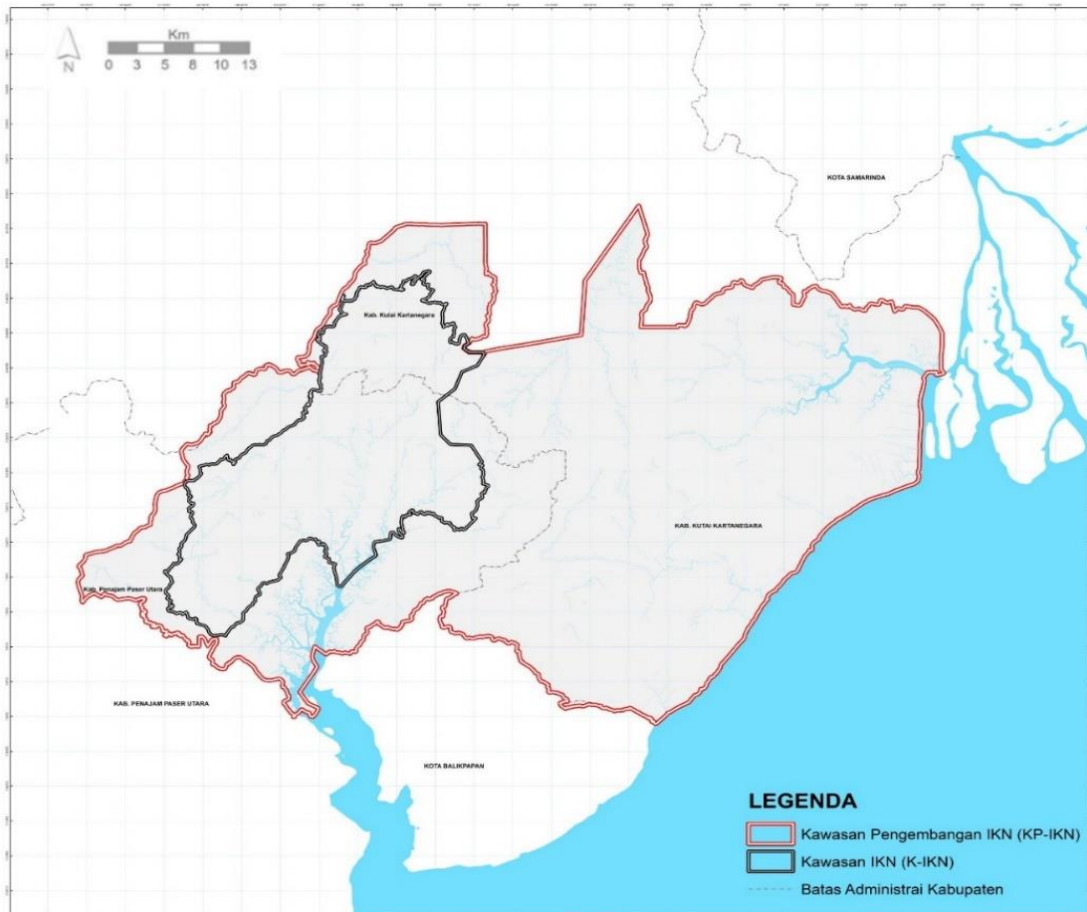 Km
N
0 3 5 8 10 13
KOTA SAMARINDA
Kab. Kutai Kartanegara
KAB. KUTAI KARTANEGARA
Kab. Penajam Paser Utara
KAB. PENAJAM PASER UTARA
KOTA BALIKPAPAN
LEGENDA
Kawasan Pengembangan IKN (KP-IKN)
Kawasan IKN (K-IKN)
Batas Administrai Kabupaten